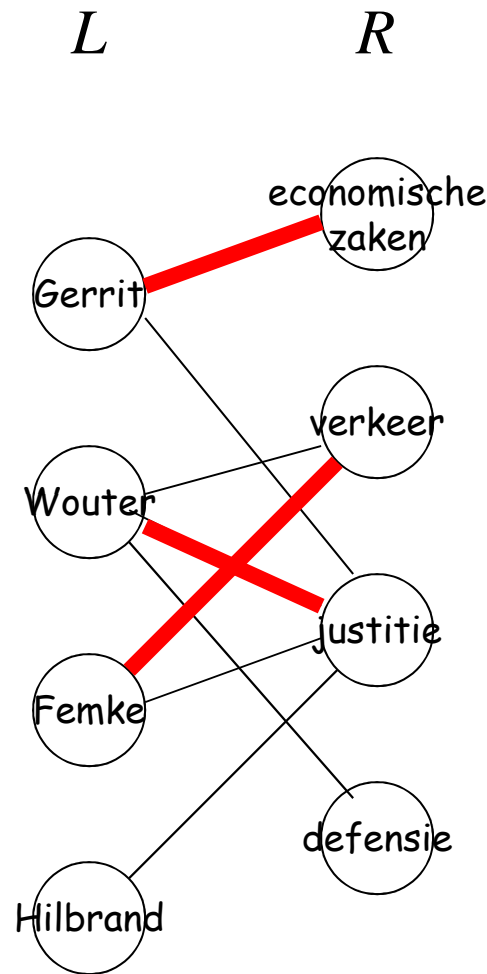 L R
economische
zaken
Gerrit
verkeer
Wouter
justitie
Femke
defensie
Hilbrand